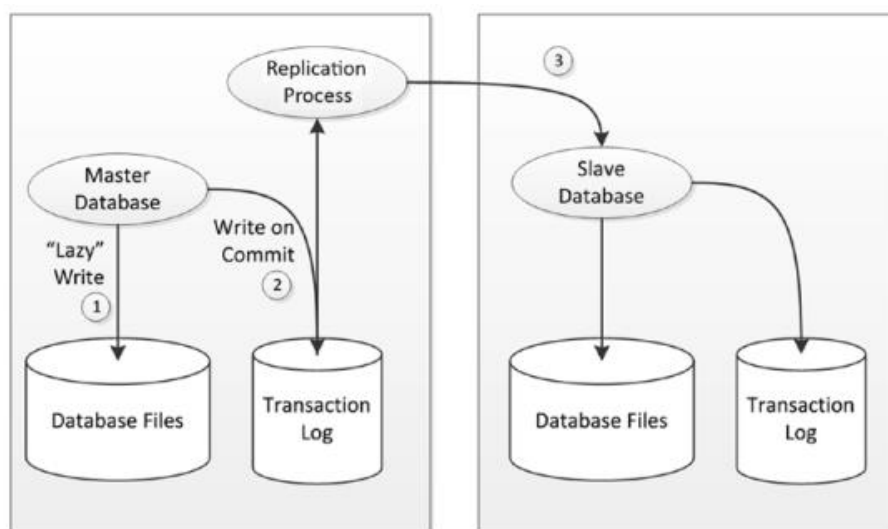 Replication
Process
3
Master
Database
Slave
Database
Write on
Commit
2
“Lazy”
Write
1
Database Files
Transaction
Log
Database Files
Transaction
Log